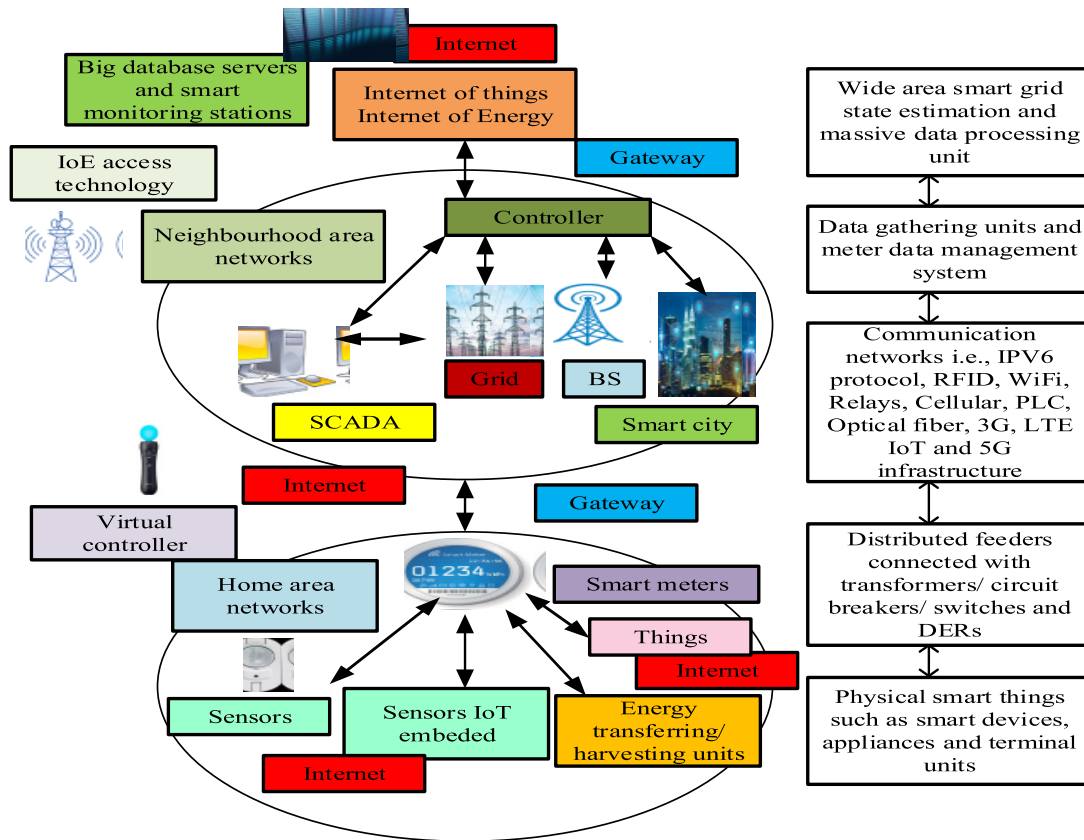 Internet
Big database servers
and smart
monitoring stations
Internet of things
Internet of Energy
Gateway
IoE access
technology
Neighbourhood area
networks
Controller
Grid
BS
SCADA
Smart city
Internet
Gateway
Virtual
controller
Home area
networks
Smart Meter
01234
Smart meters
Things
Internet
Sensors
Sensors IoT
embeded
Energy
transferring/
harvesting units
Internet
Wide area smart grid
state estimation and
massive data processing
unit
Data gathering units and
meter data management
system
Communication
networks i.e., IPV6
protocol, RFID, WiFi,
Relays, Cellular, PLC,
Optical fiber, 3G, LTE
IoT and 5G
infrastructure
Distributed feeders
connected with
transformers/ circuit
breakers/ switches and
DERs
Physical smart things
such as smart devices,
appliances and terminal
units